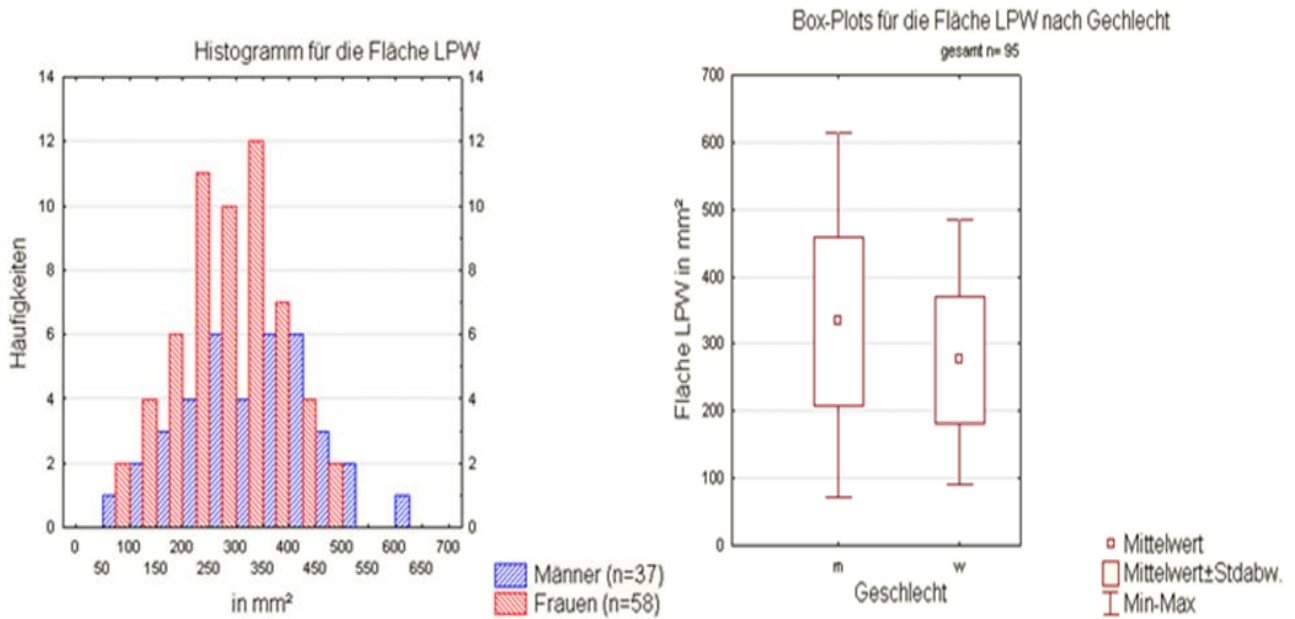 Histogramm für die Fläche LPW
14
12
10
8
6
4
2
0
14
12
10
8
6
4
2
0
Häufigkeiten
0 100 200 300 400 500 600 700
50 150 250 350 450 550 650
in mm²
Männer (n=37)
Frauen (n=58)
Box-Plots für die Fläche LPW nach Gechlecht
gesamt n= 95
700
600
500
400
300
200
100
0
Fläche LPW in mm²
m w
Geschlecht
Mittelwert
Mittelwert±Stdabw.
Min-Max